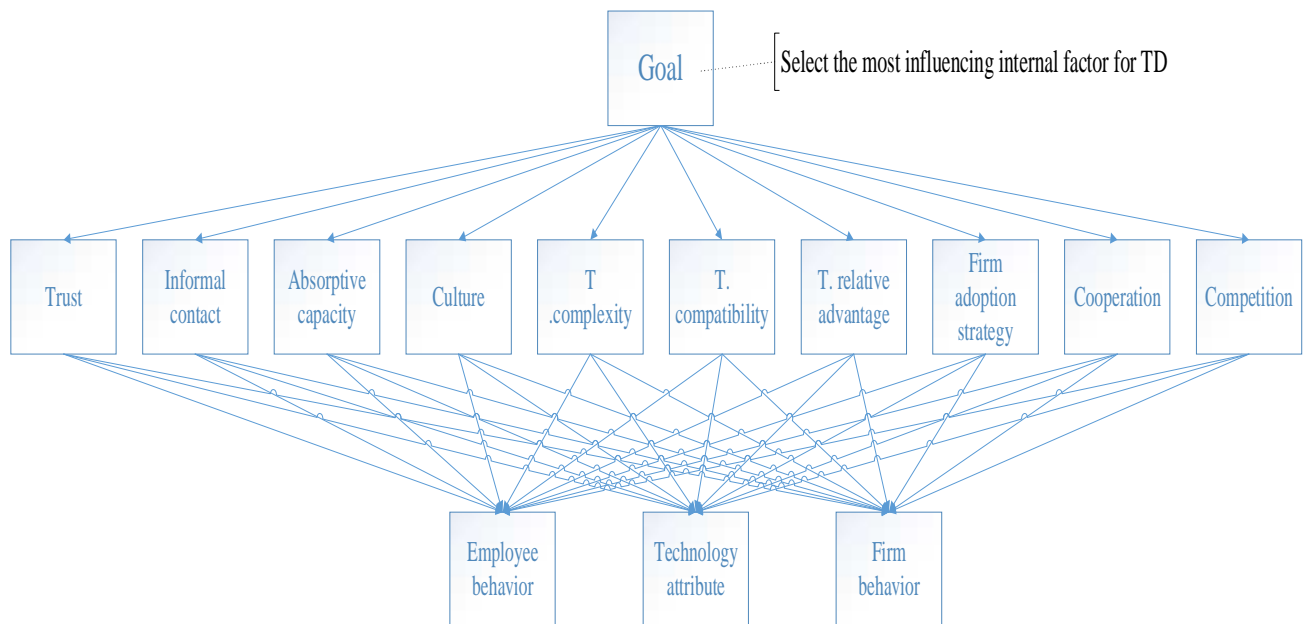 Goal
Select the most influencing internal factor for TD
Trust
Informal
contact
Absorptive
capacity
Culture
T
.complexity
T.
compatibility
T. relative
advantage
Firm
adoption
strategy
Cooperation
Competition
Employee
behavior
Technology
attribute
Firm
behavior